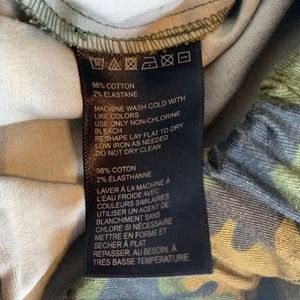 98% COTTON
2% ELASTANE
MACHINE WASH COLD WITH
LIKE COLORS
USE ONLY NON-CHLORINE
BLEACH
RESHAPE LAY FLAT TO DRY
LOW IRON AS NEEDED
DO NOT DRY CLEAN
98% COTON
2% ÉLASTHANNE
LAVER À LA MACHINE À
L'EAU FROIDE AVEC
COULEURS SIMILAIRES
UTILISER UN AGENT DE
BLANCHIMENT SANS
CHLORE SI NÉCESSAIRE
METTRE EN FORME ET
SÉCHER À PLAT
REPASSER, AU BESOIN, À
TRÈS BASSE TEMPÉRATURE